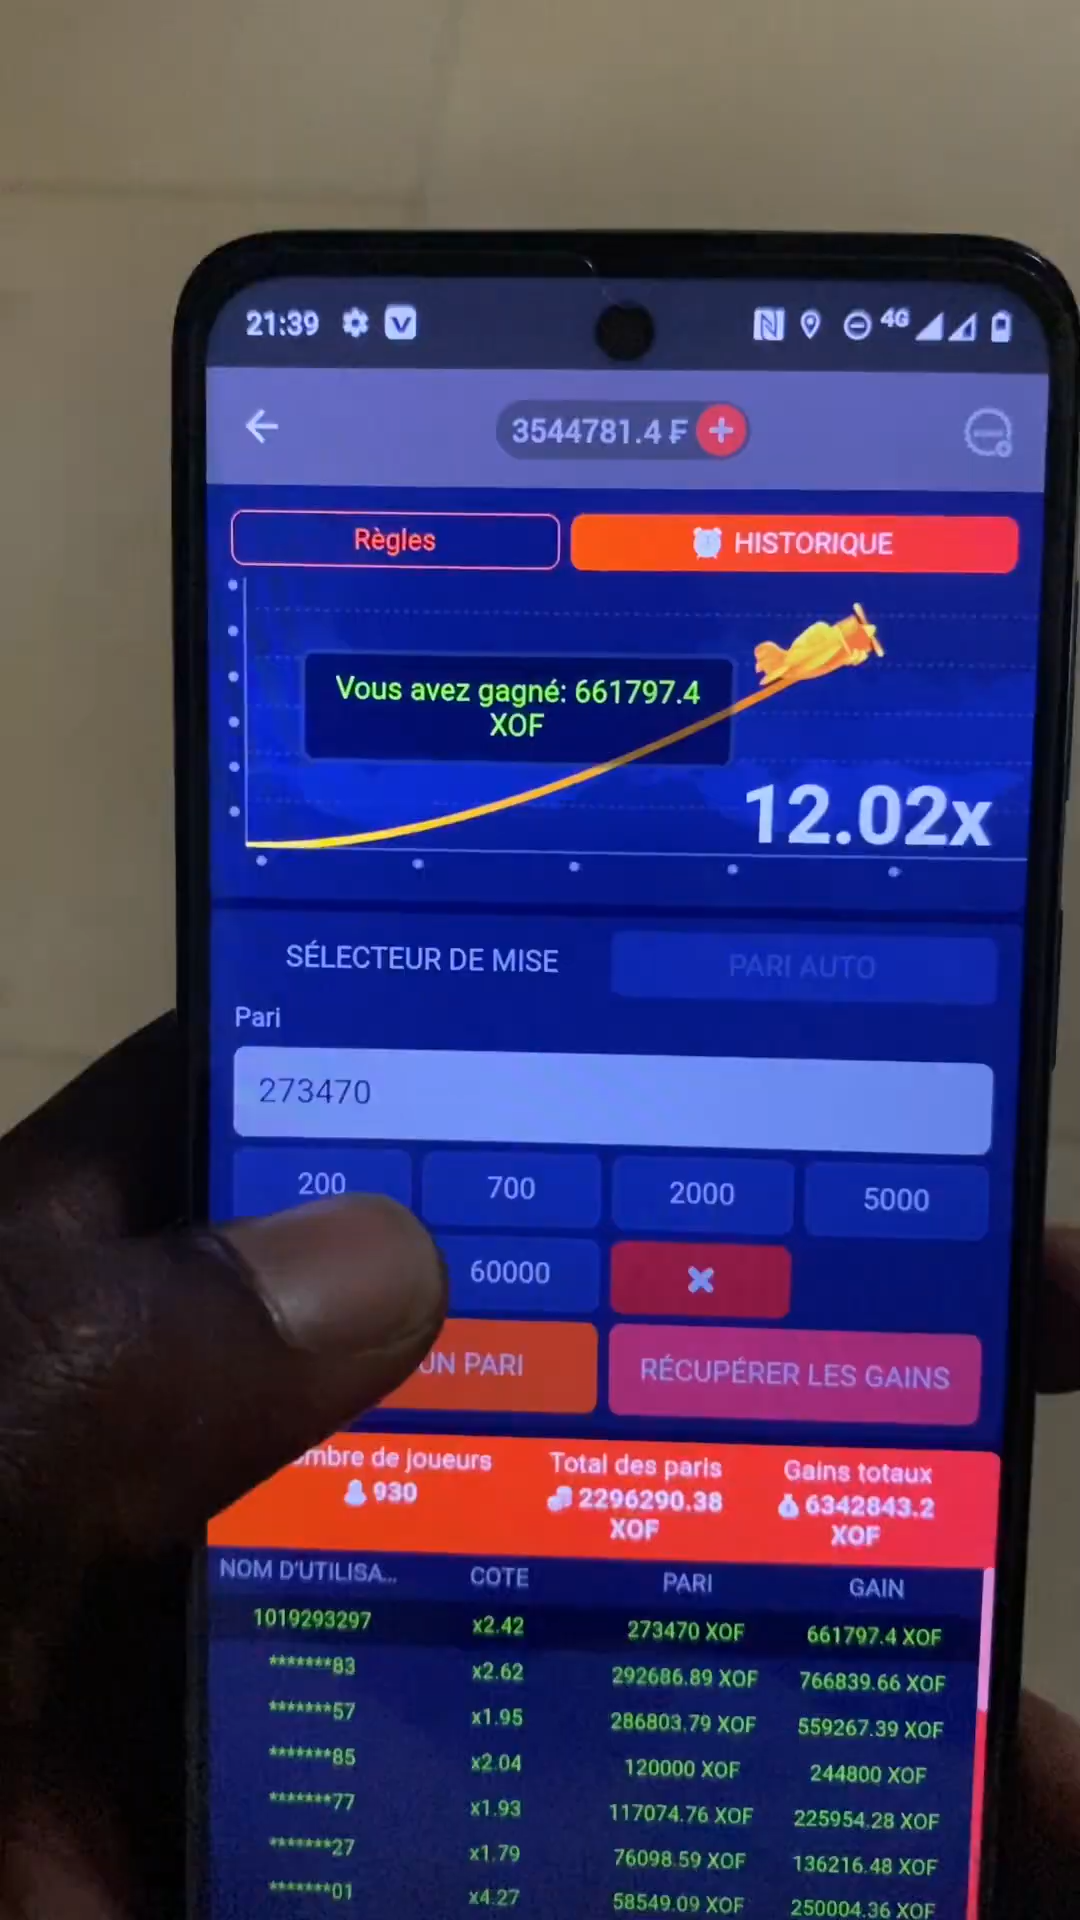 21:39
4G
3544781.4 ₣ +
Règles
HISTORIQUE
Vous avez gagné: 661797.4
XOF
12.02x
SÉLECTEUR DE MISE
PARI AUTO
Pari
273470
200
700
2000
5000
60000
UN PARI
RÉCUPÉRER LES GAINS
mbre de joueurs
930
Total des paris
2296290.38
XOF
Gains totaux
6342843.2
XOF
NOM D'UTILISA... COTE PARI GAIN
1019293297 x2.42 273470 XOF 661797.4 XOF
*******83 x2.62 292686.89 XOF 766839.66 XOF
*******57 x1.95 286803.79 XOF 559267.39 XOF
*******85 x2.04 120000 XOF 244800 XOF
*******77 x1.93 117074.76 XOF 225954.28 XOF
*******27 x1.79 76098.59 XOF 136216.48 XOF
*******01 x4.27 58549.09 XOF 250004.36 XOF